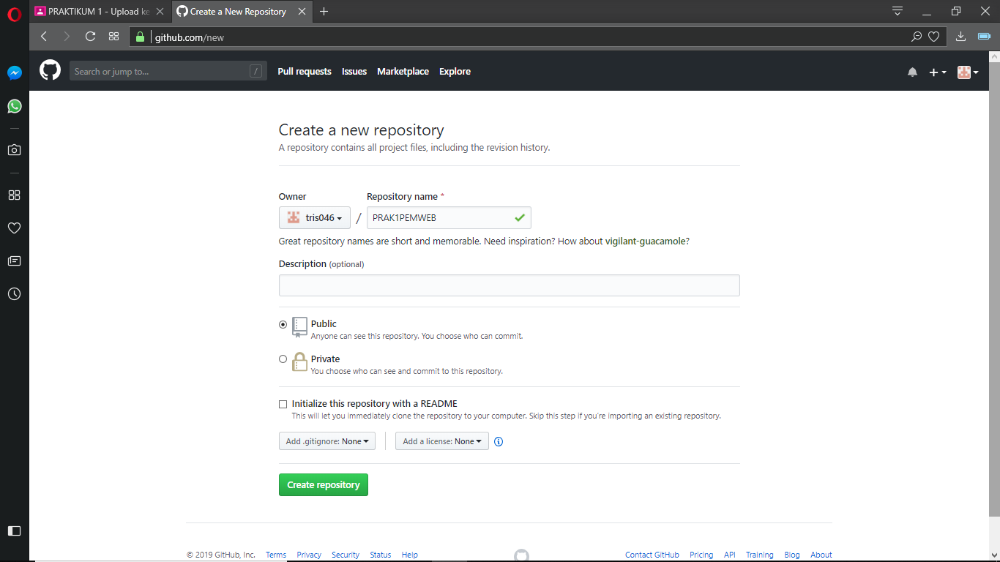 PRAKTIKUM 1 - Upload ke
Create a New Repository
github.com/new
Search or jump to...
/
Pull requests
Issues
Marketplace
Explore
Create a new repository
A repository contains all project files, including the revision history.
Owner
Repository name *
tris046
/
PRAK1PEMWEB
Great repository names are short and memorable. Need inspiration? How about vigilant-guacamole?
Description (optional)
Public
Anyone can see this repository. You choose who can commit.
Private
You choose who can see and commit to this repository.
Initialize this repository with a README
This will let you immediately clone the repository to your computer. Skip this step if you're importing an existing repository.
Add .gitignore: None
Add a license: None
Create repository
© 2019 GitHub, Inc.
Terms
Privacy
Security
Status
Help
Contact GitHub
Pricing
API
Training
Blog
About